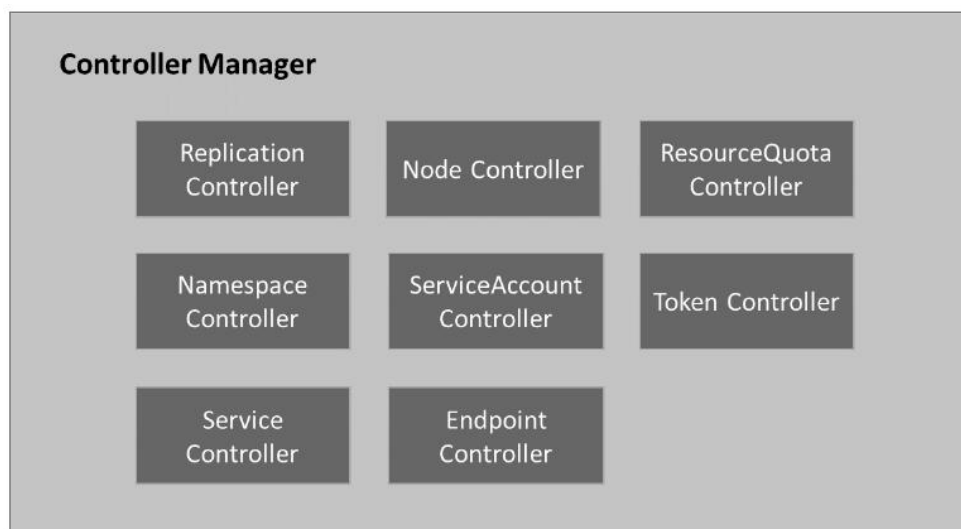 Controller Manager
Replication
Controller
Node Controller
ResourceQuota
Controller
Namespace
Controller
ServiceAccount
Controller
Token Controller
Service
Controller
Endpoint
Controller